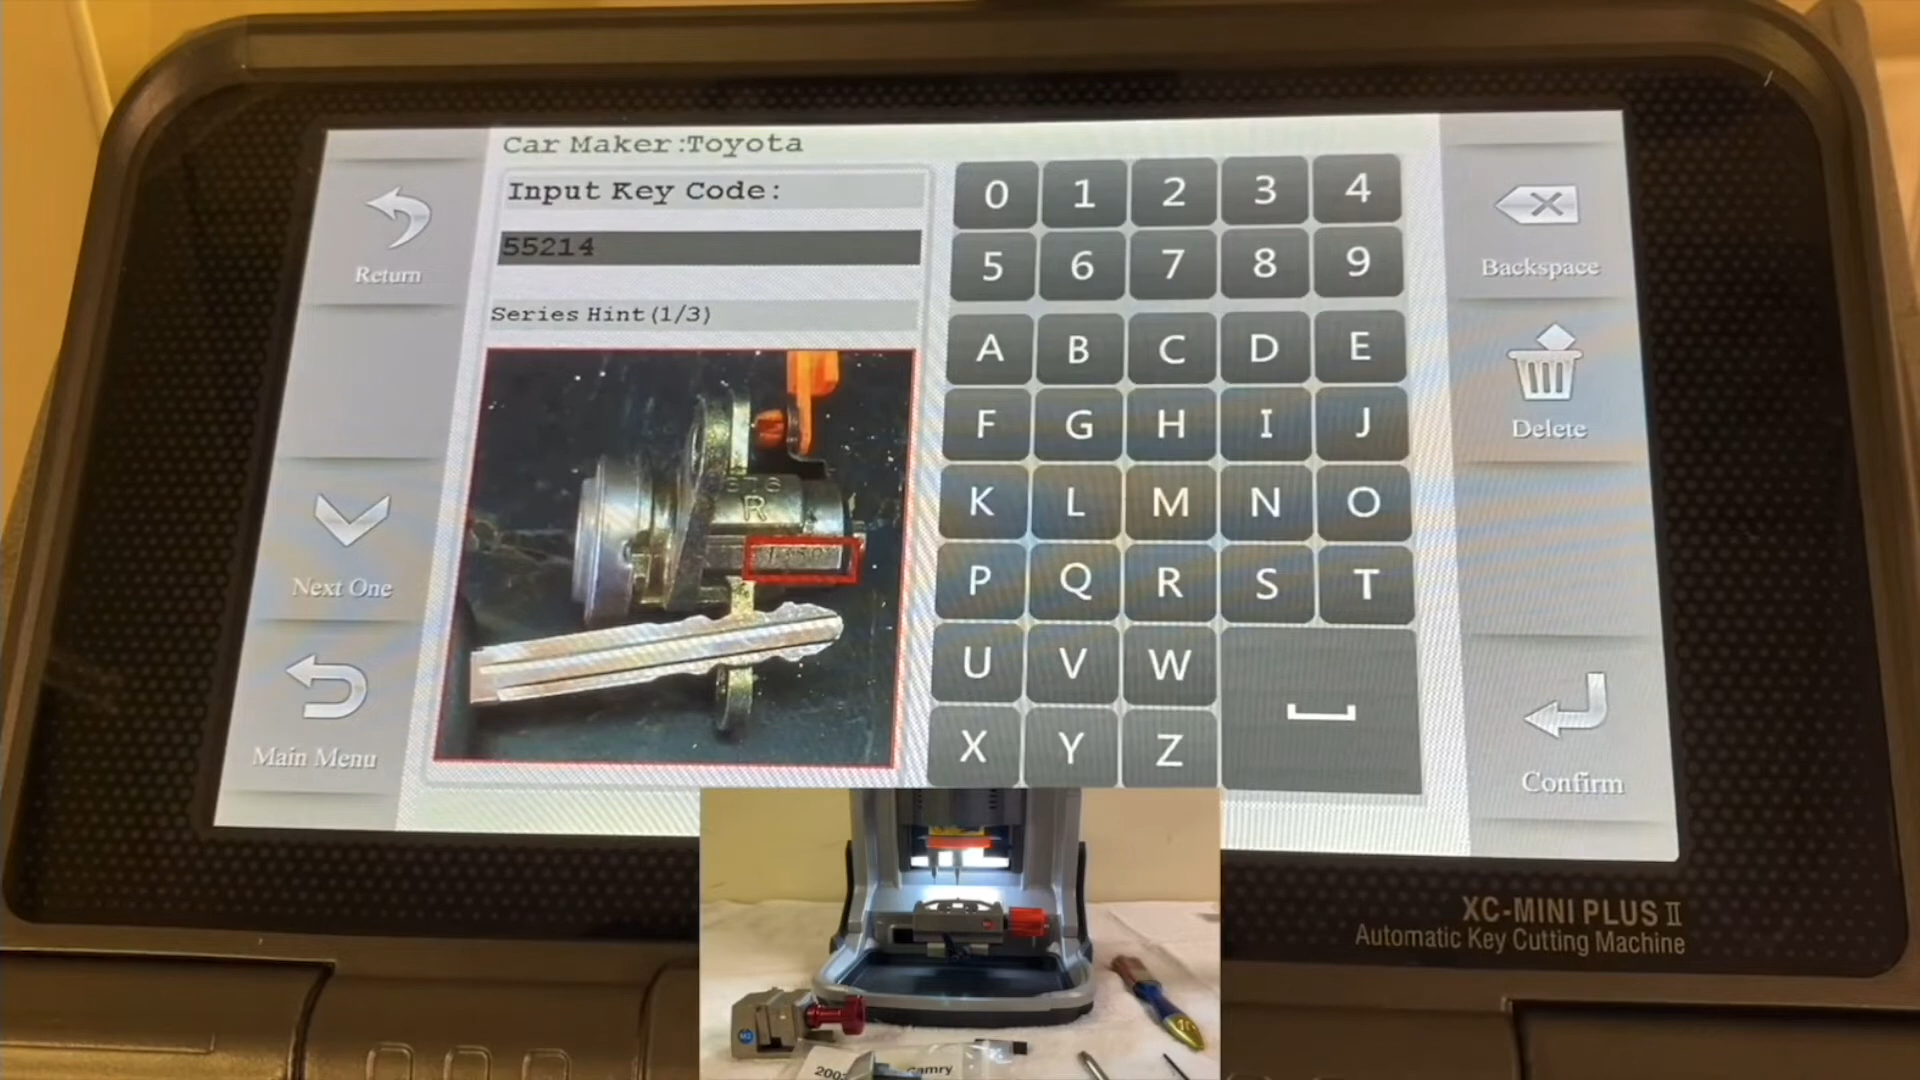 Car Maker:Toyota
Input Key Code:
55214
Series Hint(1/3)
Return
Next One
Main Menu
0 1 2 3 4
5 6 7 8 9
A B C D E
F G H I J
K L M N O
P Q R S T
U V W
X Y Z
Backspace
Delete
Confirm
R
XC-MINI PLUS II
Automatic Key Cutting Machine
Camry